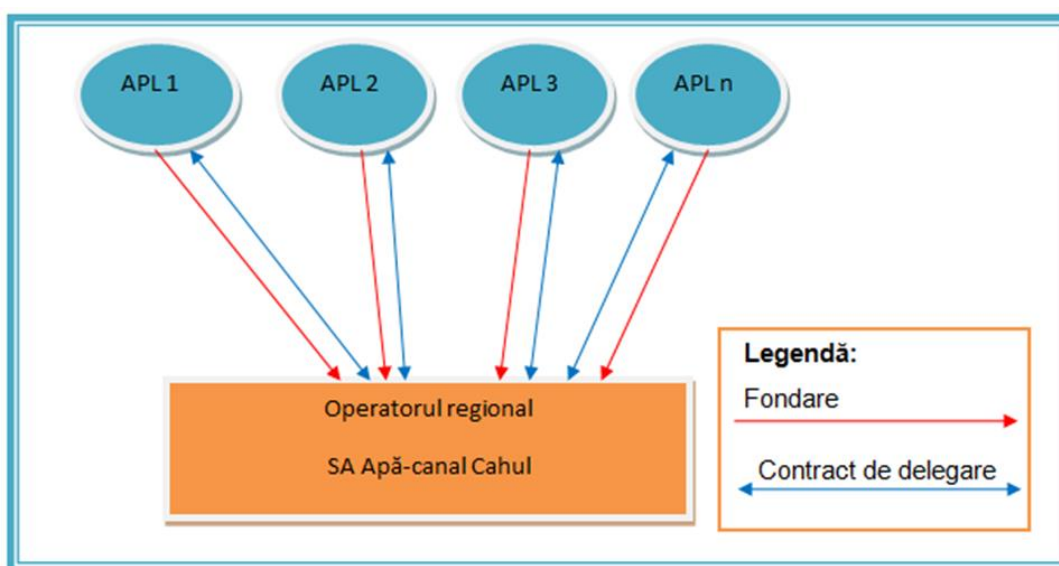 APL 1
APL 2
APL 3
APL n
Operatorul regional
SA Apă-canal Cahul
Legendă:
Fondare
Contract de delegare